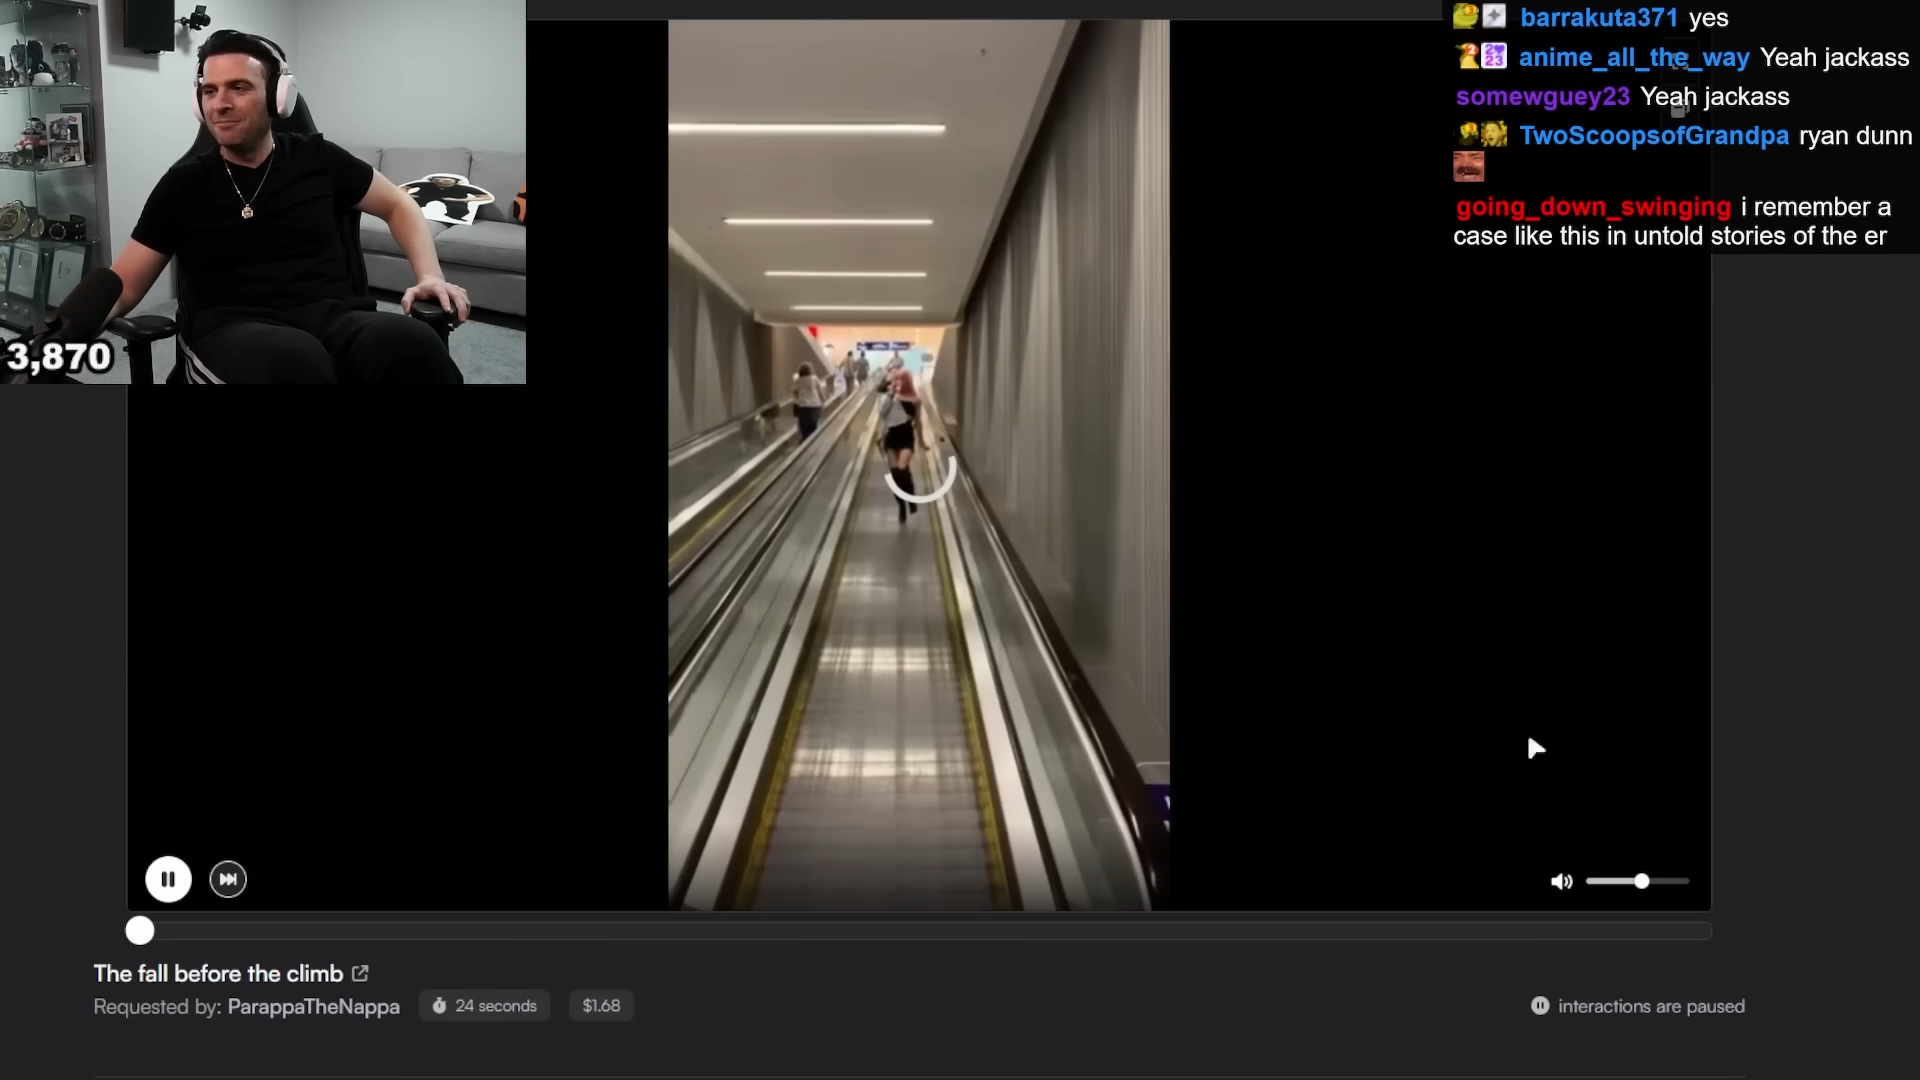 barrakuta371 yes
anime_all_the_way Yeah jackass
somewguey23 Yeah jackass
TwoScoopsofGrandpa ryan dunn
going_down_swinging i remember a
case like this in untold stories of the er
3,870
The fall before the climb
Requested by: ParappaTheNappa 24 seconds $1.68
interactions are paused